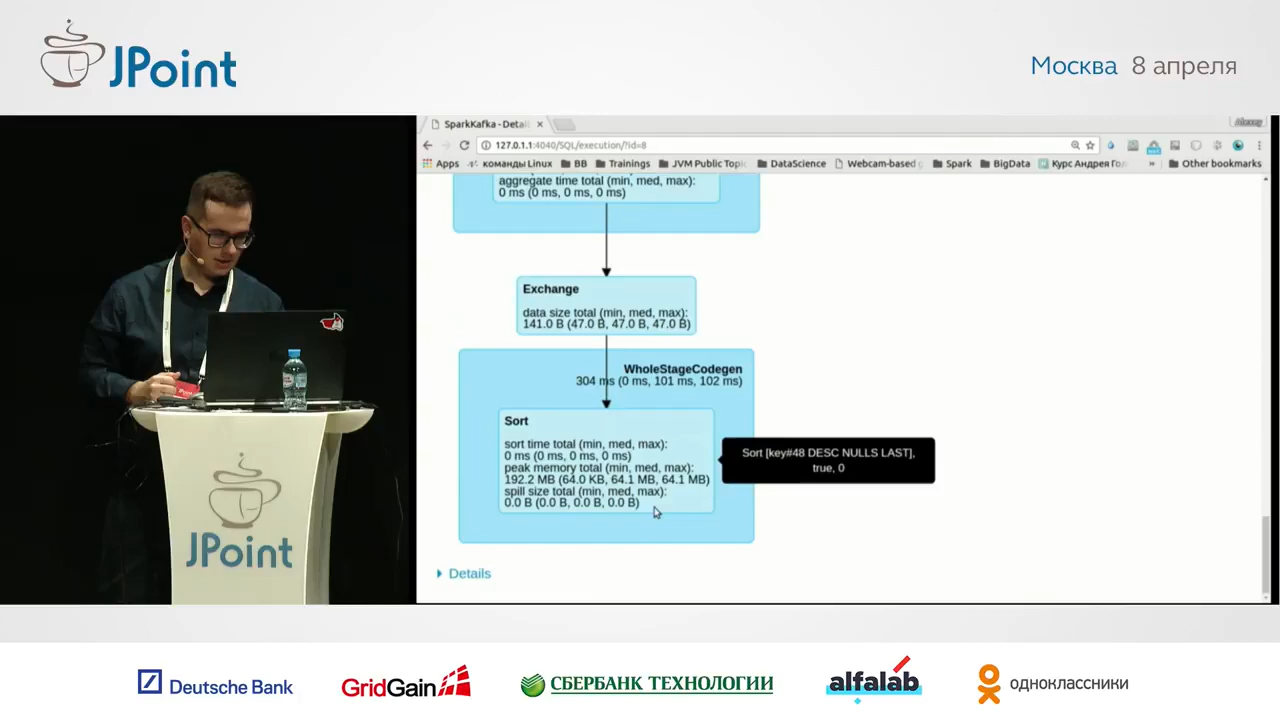 JPoint
Москва 8 апреля
SparkKafka - Detai
127.0.1.1:4040/SQL/execution/?id=8
Apps
команды Linux
BB
Trainings
JVM Public Topic
DataScience
Webcam-based
Spark
BigData
Курс Андрея Гол
Other bookmarks
aggregate time total (min, med, max):
0 ms (0 ms, 0 ms, 0 ms)
Exchange
data size total (min, med, max):
141.0 B (47.0 B, 47.0 B, 47.0 B)
WholeStageCodegen
304 ms (0 ms, 101 ms, 102 ms)
Sort
sort time total (min, med, max):
0 ms (0 ms, 0 ms, 0 ms)
peak memory total (min, med, max):
192.2 MB (64.0 KB, 64.1 MB, 64.1 MB)
spill size total (min, med, max):
0.0 B (0.0 B, 0.0 B, 0.0 B)
Sort [key#48 DESC NULLS LAST],
true, 0
Details
JPoint
Deutsche Bank
GridGain
СБЕРБАНК ТЕХНОЛОГИИ
alfalab
одноклассники